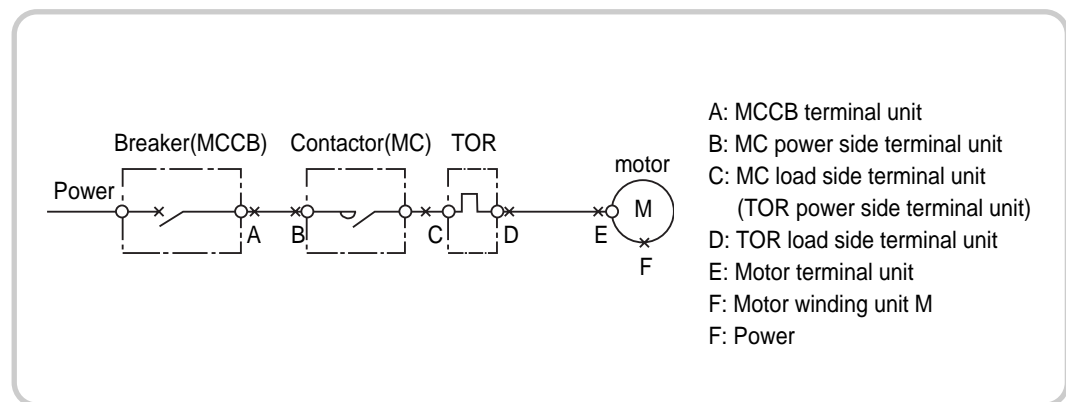 Breaker(MCCB) Contactor(MC) TOR
motor
Power
M
A B C D E
F
A: MCCB terminal unit
B: MC power side terminal unit
C: MC load side terminal unit
(TOR power side terminal unit)
D: TOR load side terminal unit
E: Motor terminal unit
F: Motor winding unit M
F: Power